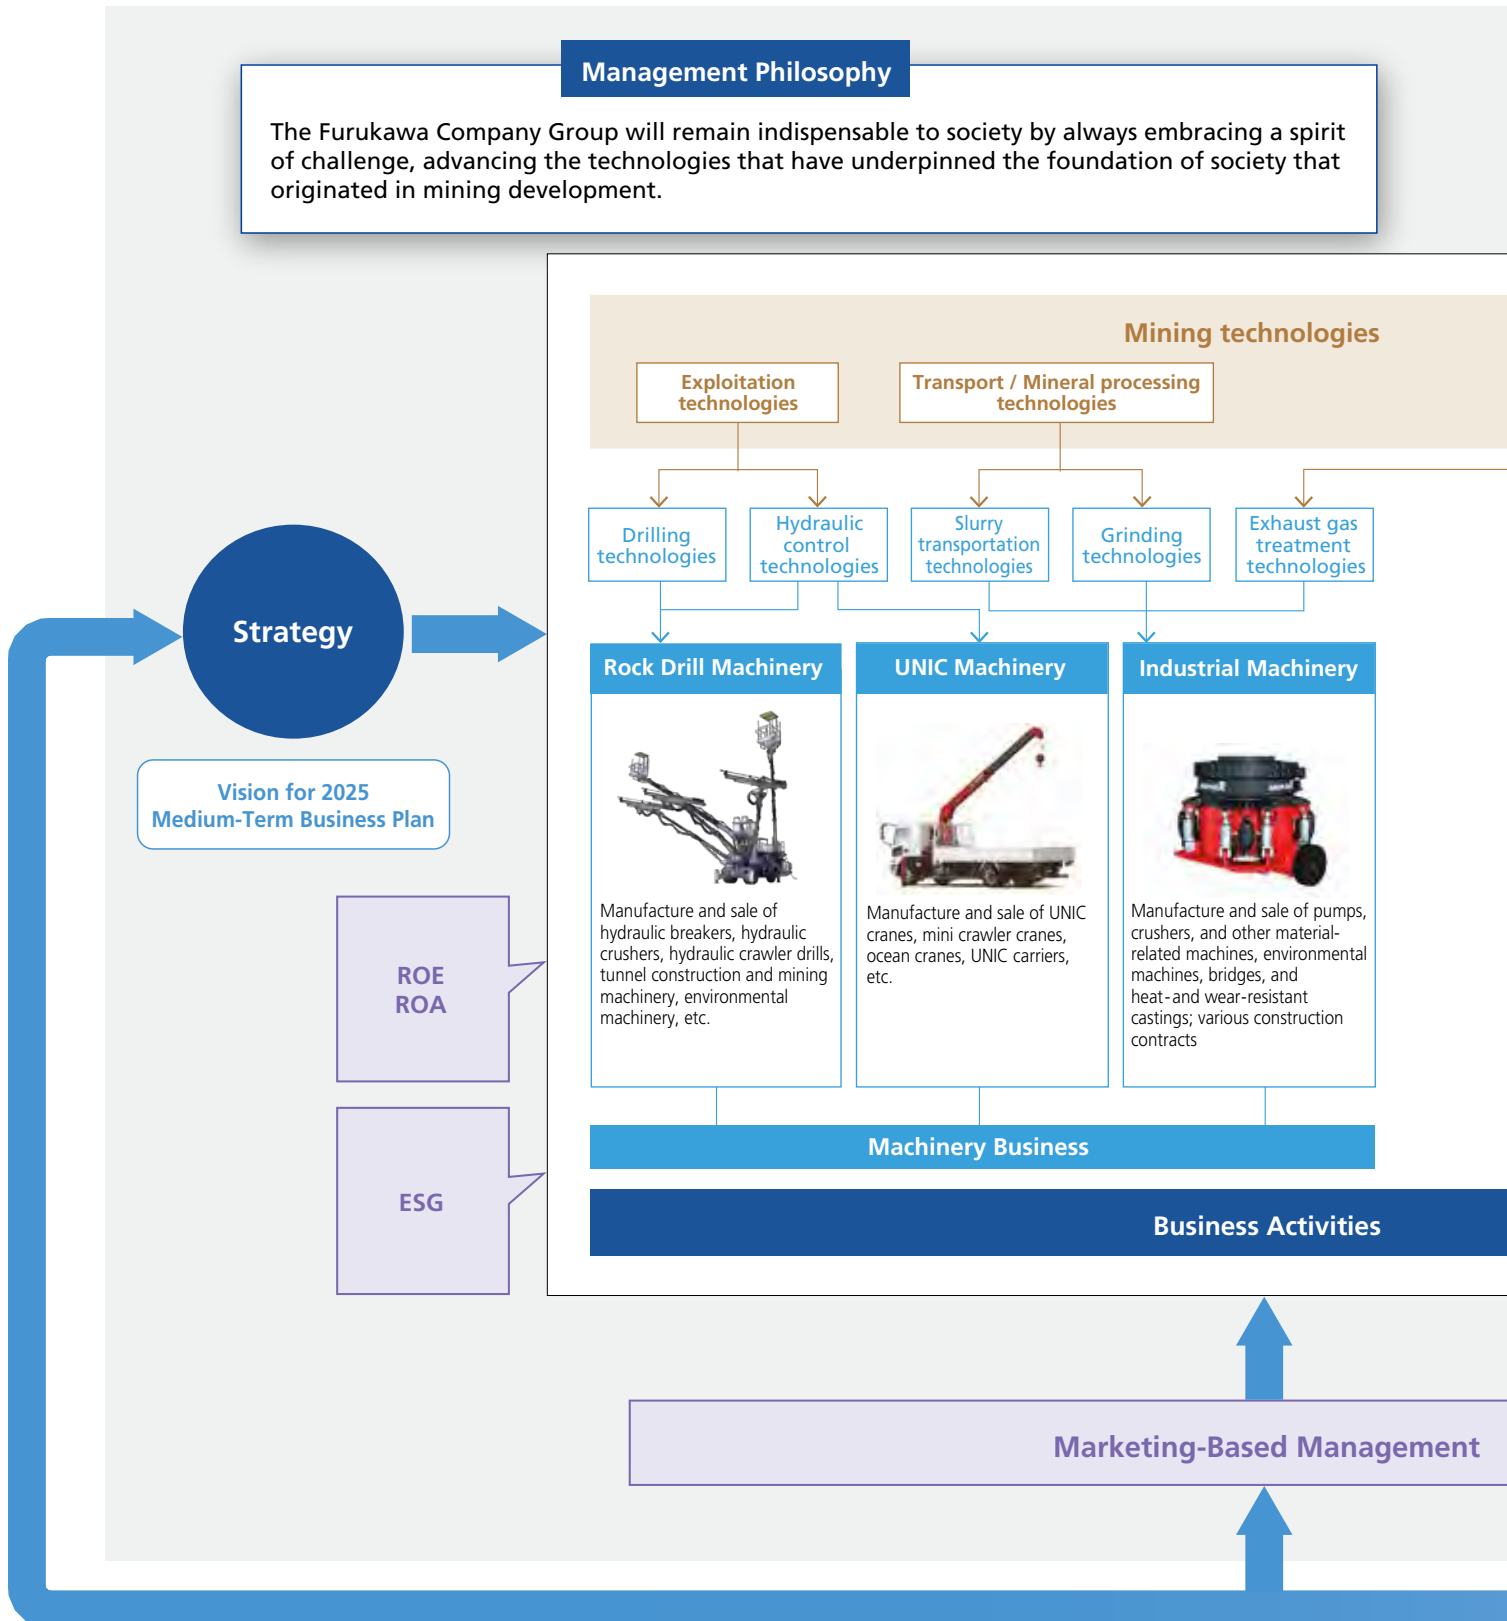 Management Philosophy
The Furukawa Company Group will remain indispensable to society by always embracing a spirit
of challenge, advancing the technologies that have underpinned the foundation of society that
originated in mining development.
Mining technologies
Exploitation
technologies
Transport / Mineral processing
technologies
Drilling
technologies
Hydraulic
control
technologies
Slurry
transportation
technologies
Grinding
technologies
Exhaust gas
treatment
technologies
Strategy
Vision for 2025
Medium-Term Business Plan
Rock Drill Machinery
Manufacture and sale of
hydraulic breakers, hydraulic
crushers, hydraulic crawler drills,
tunnel construction and mining
machinery, environmental
machinery, etc.
UNIC Machinery
Manufacture and sale of UNIC
cranes, mini crawler cranes,
ocean cranes, UNIC carriers,
etc.
Industrial Machinery
Manufacture and sale of pumps,
crushers, and other material-
related machines, environmental
machines, bridges, and
heat-and wear-resistant
castings; various construction
contracts
ROE
ROA
ESG
Machinery Business
Business Activities
Marketing-Based Management